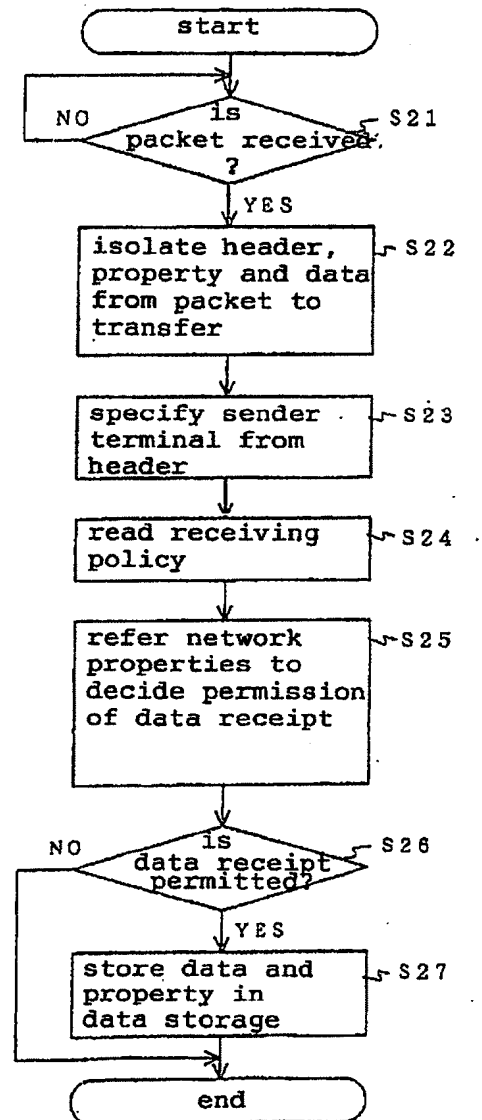 start
is
NO
packet received
S21
?
YES
isolate header,
S22
property and data
from packet to
transfer
specify sender
S23
terminal from
header
read receiving
S24
policy
refer network
S25
properties to
decide permission
of data receipt
is
NO
S26
data receipt
permitted?
YES
store data and
S27
property in
data storage
end